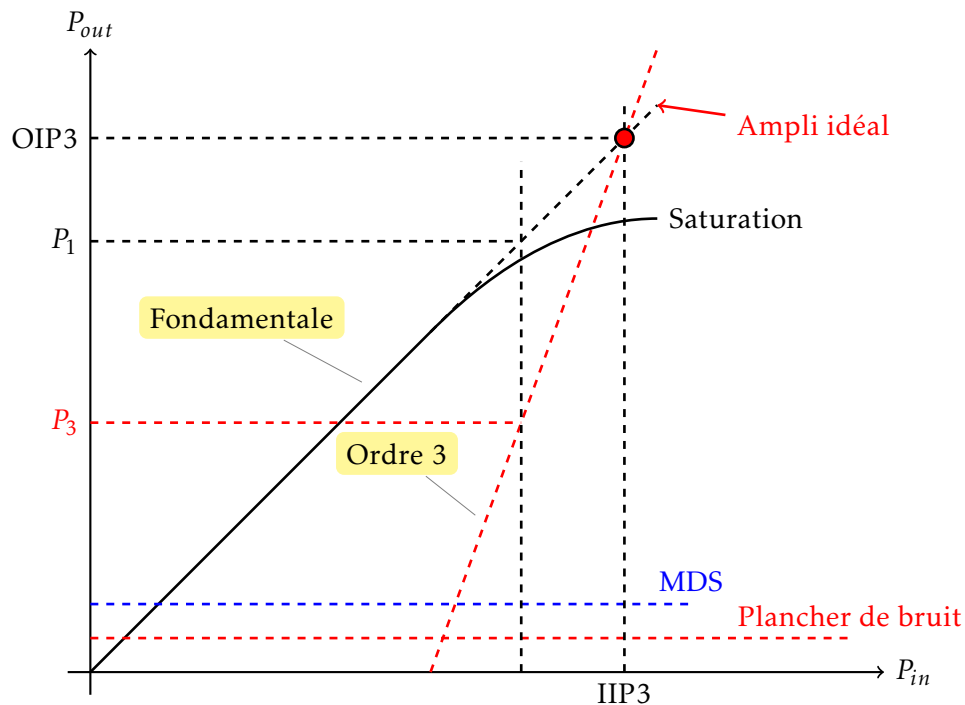 P_out
Ampli idéal
OIP3
Saturation
P_1
Fondamentale
P_3
Ordre 3
MDS
Plancher de bruit
P_in
IIP3